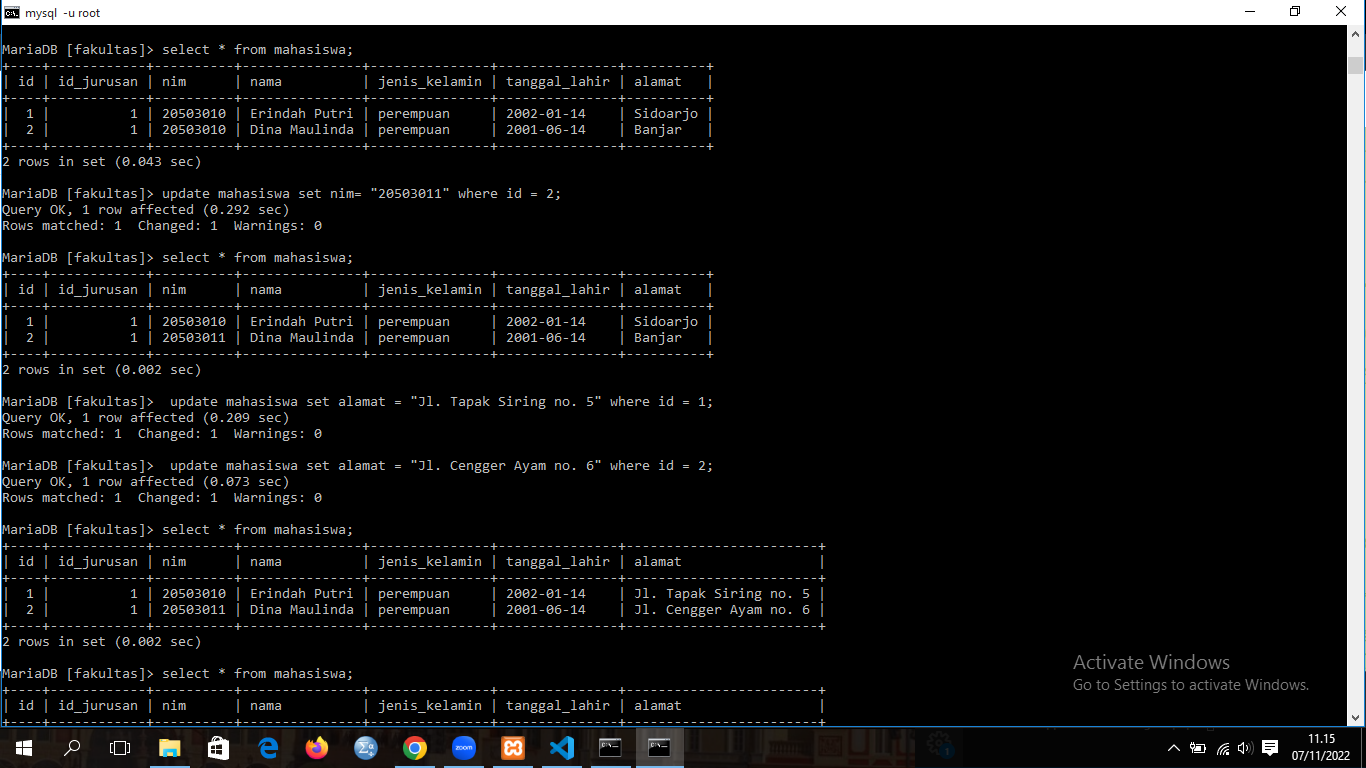 mysql  -u root
MariaDB [fakultas]> select * from mahasiswa;
+----+------------+----------+---------------+---------------+---------------+----------+
| id | id_jurusan | nim      | nama          | jenis_kelamin | tanggal_lahir | alamat   |
+----+------------+----------+---------------+---------------+---------------+----------+
|  1 |          1 | 20503010 | Erindah Putri | perempuan     | 2002-01-14    | Sidoarjo |
|  2 |          1 | 20503010 | Dina Maulinda | perempuan     | 2001-06-14    | Banjar   |
+----+------------+----------+---------------+---------------+---------------+----------+
2 rows in set (0.043 sec)
MariaDB [fakultas]> update mahasiswa set nim= "20503011" where id = 2;
Query OK, 1 row affected (0.292 sec)
Rows matched: 1  Changed: 1  Warnings: 0
MariaDB [fakultas]> select * from mahasiswa;
+----+------------+----------+---------------+---------------+---------------+----------+
| id | id_jurusan | nim      | nama          | jenis_kelamin | tanggal_lahir | alamat   |
+----+------------+----------+---------------+---------------+---------------+----------+
|  1 |          1 | 20503010 | Erindah Putri | perempuan     | 2002-01-14    | Sidoarjo |
|  2 |          1 | 20503011 | Dina Maulinda | perempuan     | 2001-06-14    | Banjar   |
+----+------------+----------+---------------+---------------+---------------+----------+
2 rows in set (0.002 sec)
MariaDB [fakultas]>  update mahasiswa set alamat = "Jl. Tapak Siring no. 5" where id = 1;
Query OK, 1 row affected (0.209 sec)
Rows matched: 1  Changed: 1  Warnings: 0
MariaDB [fakultas]>  update mahasiswa set alamat = "Jl. Cengger Ayam no. 6" where id = 2;
Query OK, 1 row affected (0.073 sec)
Rows matched: 1  Changed: 1  Warnings: 0
MariaDB [fakultas]> select * from mahasiswa;
+----+------------+----------+---------------+---------------+---------------+------------------------+
| id | id_jurusan | nim      | nama          | jenis_kelamin | tanggal_lahir | alamat                 |
+----+------------+----------+---------------+---------------+---------------+------------------------+
|  1 |          1 | 20503010 | Erindah Putri | perempuan     | 2002-01-14    | Jl. Tapak Siring no. 5 |
|  2 |          1 | 20503011 | Dina Maulinda | perempuan     | 2001-06-14    | Jl. Cengger Ayam no. 6 |
+----+------------+----------+---------------+---------------+---------------+------------------------+
2 rows in set (0.002 sec)
MariaDB [fakultas]> select * from mahasiswa;
+----+------------+----------+---------------+---------------+---------------+------------------------+
| id | id_jurusan | nim      | nama          | jenis_kelamin | tanggal_lahir | alamat                 |
+----+------------+----------+---------------+---------------+---------------+------------------------+
Activate Windows
Go to Settings to activate Windows.
zoom
11.15
07/11/2022